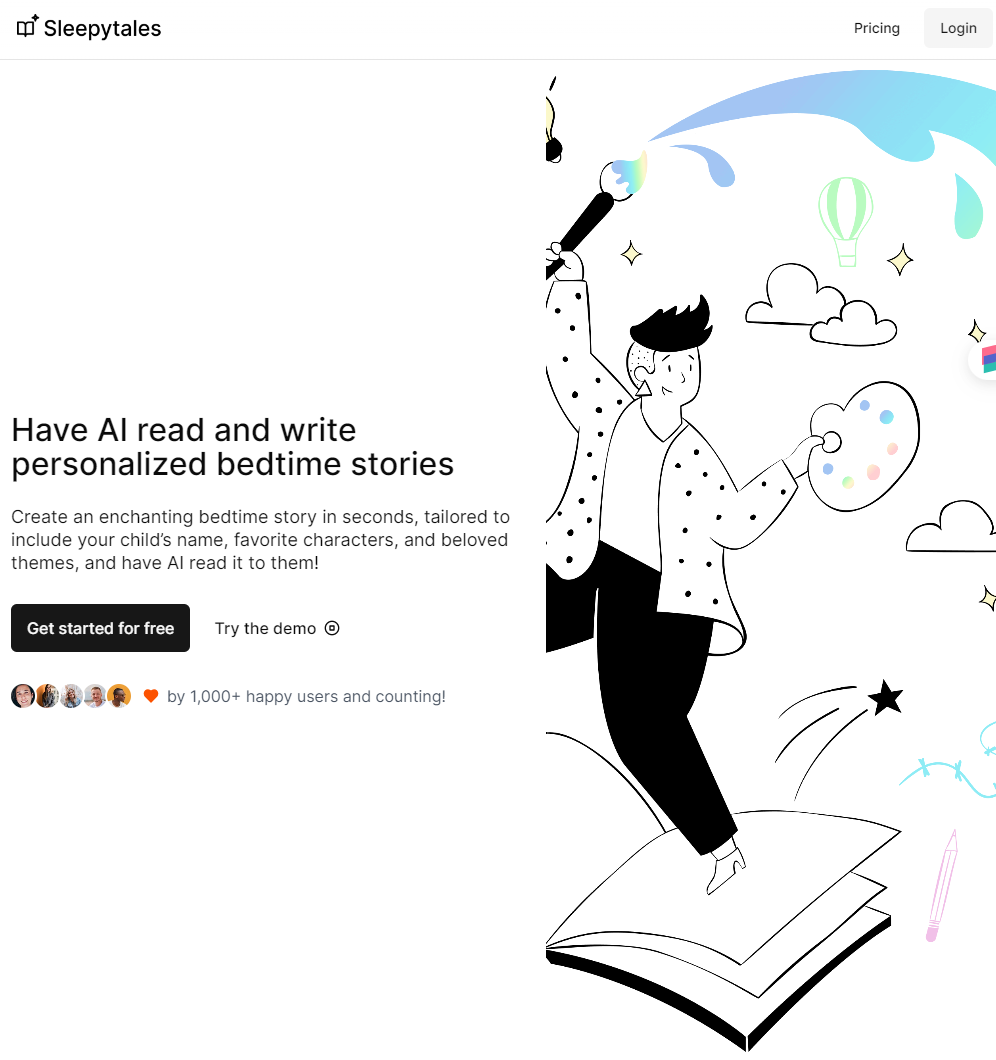 Sleepytales
Pricing
Login
Have AI read and write
personalized bedtime stories
Create an enchanting bedtime story in seconds, tailored to
include your child’s name, favorite characters, and beloved
themes, and have AI read it to them!
Get started for free
Try the demo
by 1,000+ happy users and counting!